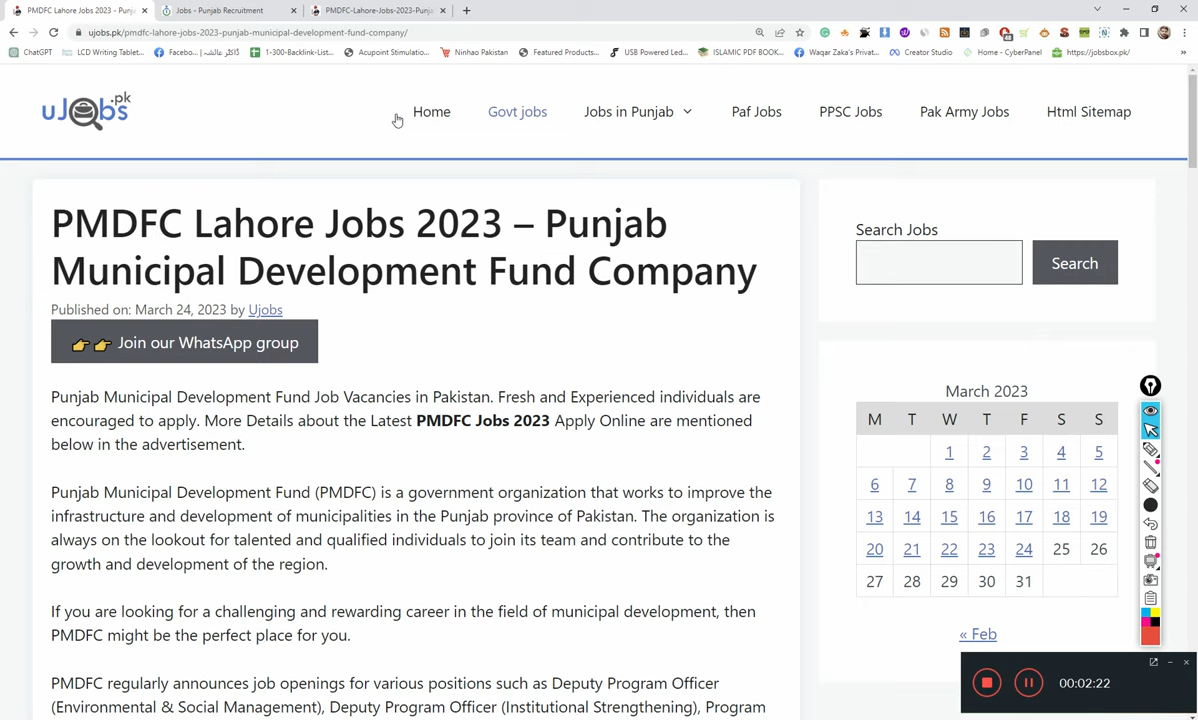 PMDFC Lahore Jobs 2023 – Punj
Jobs - Punjab Recruitment
PMDFC-Lahore-Jobs-2023-Punjab
ujobs.pk/pmdfc-lahore-jobs-2023-punjab-municipal-development-fund-company/
ChatGPT
LCD Writing Tablet...
1-300-Backlink-List...
Acupoint Stimulatio...
Ninhao Pakistan
Featured Products...
USB Powered Led...
ISLAMIC PDF BOOK...
Waqar Zaka's Privat...
Creator Studio
Home - CyberPanel
https://jobsbox.pk/
uJobs.pk
Home
Govt jobs
Jobs in Punjab
Paf Jobs
PPSC Jobs
Pak Army Jobs
Html Sitemap
PMDFC Lahore Jobs 2023 – Punjab
Municipal Development Fund Company
Published on: March 24, 2023 by Ujobs
👉 👉 Join our WhatsApp group
Punjab Municipal Development Fund Job Vacancies in Pakistan. Fresh and Experienced individuals are
encouraged to apply. More Details about the Latest PMDFC Jobs 2023 Apply Online are mentioned
below in the advertisement.
Punjab Municipal Development Fund (PMDFC) is a government organization that works to improve the
infrastructure and development of municipalities in the Punjab province of Pakistan. The organization is
always on the lookout for talented and qualified individuals to join its team and contribute to the
growth and development of the region.
If you are looking for a challenging and rewarding career in the field of municipal development, then
PMDFC might be the perfect place for you.
PMDFC regularly announces job openings for various positions such as Deputy Program Officer
(Environmental & Social Management), Deputy Program Officer (Institutional Strengthening), Program
Search Jobs
Search
March 2023
M T W T F S S
1 2 3 4 5
6 7 8 9 10 11 12
13 14 15 16 17 18 19
20 21 22 23 24 25 26
27 28 29 30 31
« Feb
00:02:22